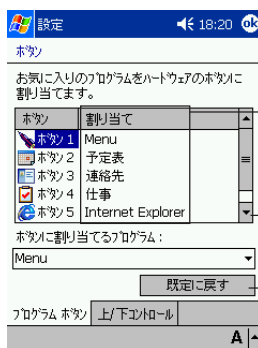 設定 18:20 ok
ボタン
お気に入りのプログラムをハードウェアのボタンに
割り当てます。
ボタン 割り当て
ボタン 1 Menu
ボタン 2 予定表
ボタン 3 連絡先
ボタン 4 仕事
ボタン 5 Internet Explorer
ボタンに割り当てるプログラム:
Menu
既定に戻す
プログラム ボタン 上/下コントロール
A